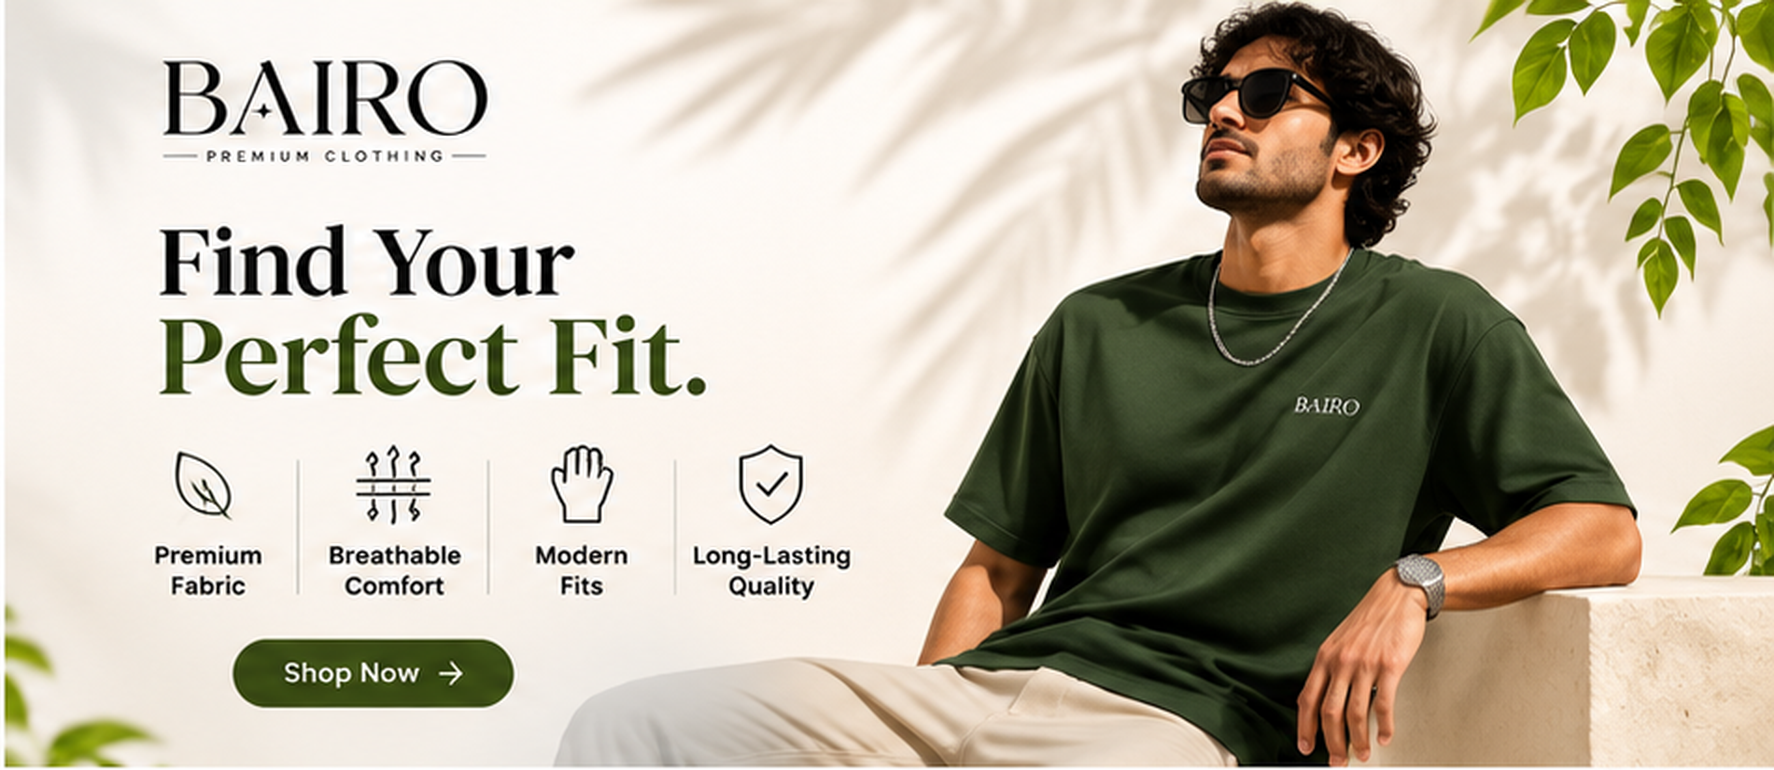 BAIRO
PREMIUM CLOTHING
Find Your
Perfect Fit.
Premium
Fabric
Breathable
Comfort
Modern
Fits
Long-Lasting
Quality
Shop Now →
BAIRO